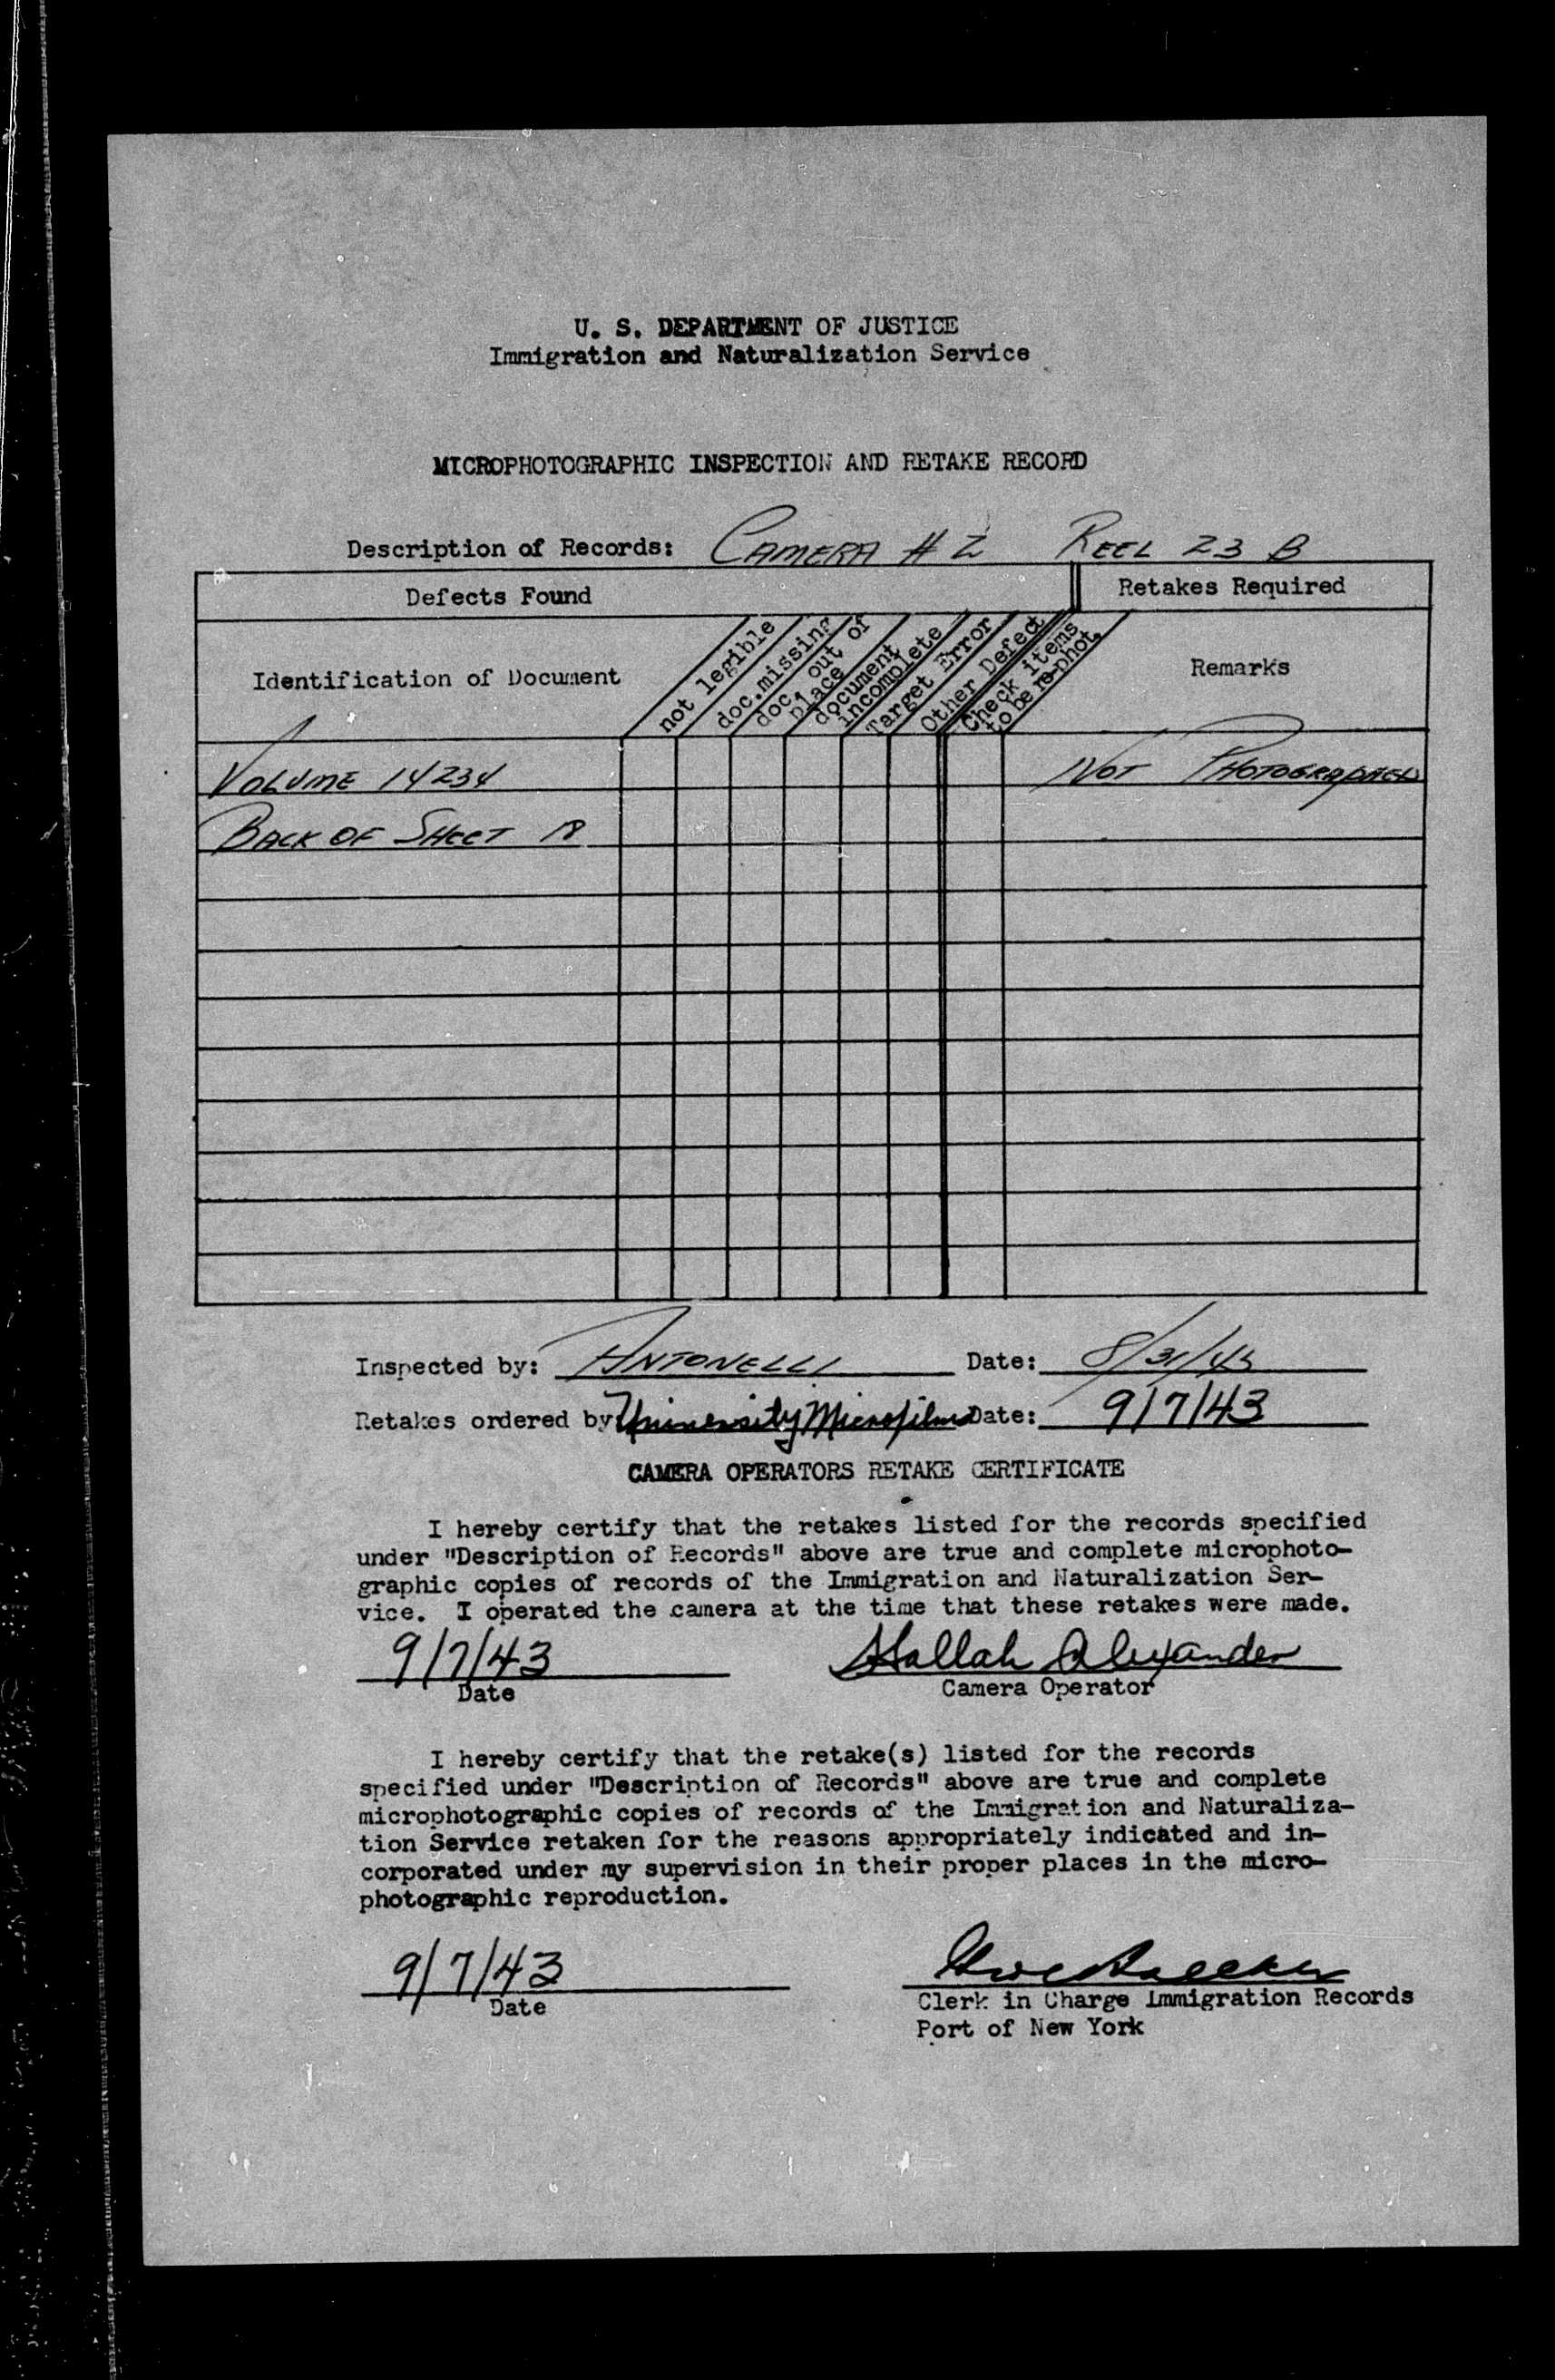 U. S. DEPARTMENT OF JUSTICE
Immigration and Naturalization Service
MICROPHOTOGRAPHIC INSPECTION AND RETAKE RECORD
Description of Records: CAMERA # 2 REEL 23 B
Defects Found
Retakes Required
Identification of Document
not legible
doc.missing
doc. out of
place
document
incomplete
Target Error
Other Defect
Check items
to be re-phot.
Remarks
VOLUME 14234
NOT PHOTOGRAPHED
BACK OF SHEET 18
Inspected by: ANTONELLI Date: 8/31/43
Retakes ordered by: University Microfilms Date: 9/7/43
CAMERA OPERATORS RETAKE CERTIFICATE
I hereby certify that the retakes listed for the records specified
under "Description of Records" above are true and complete microphoto-
graphic copies of records of the Immigration and Naturalization Ser-
vice. I operated the camera at the time that these retakes were made.
9/7/43
Date
Hallah Alexander
Camera Operator
I hereby certify that the retake(s) listed for the records
specified under "Description of Records" above are true and complete
microphotographic copies of records of the Immigration and Naturaliza-
tion Service retaken for the reasons appropriately indicated and in-
corporated under my supervision in their proper places in the micro-
photographic reproduction.
9/7/43
Date
Clerk in Charge Immigration Records
Port of New York